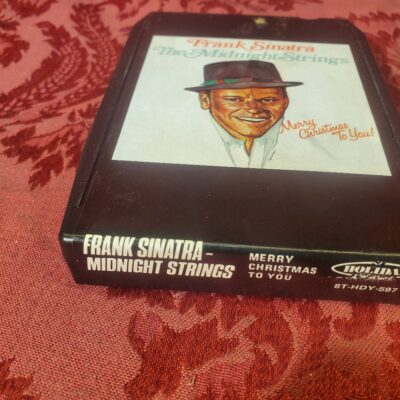 Frank Sinatra
The Midnight Strings
Merry
Christmas
To You!
FRANK SINATRA-
MIDNIGHT STRINGS
MERRY
CHRISTMAS
TO YOU
HOLIDAY
8T-HDY-597